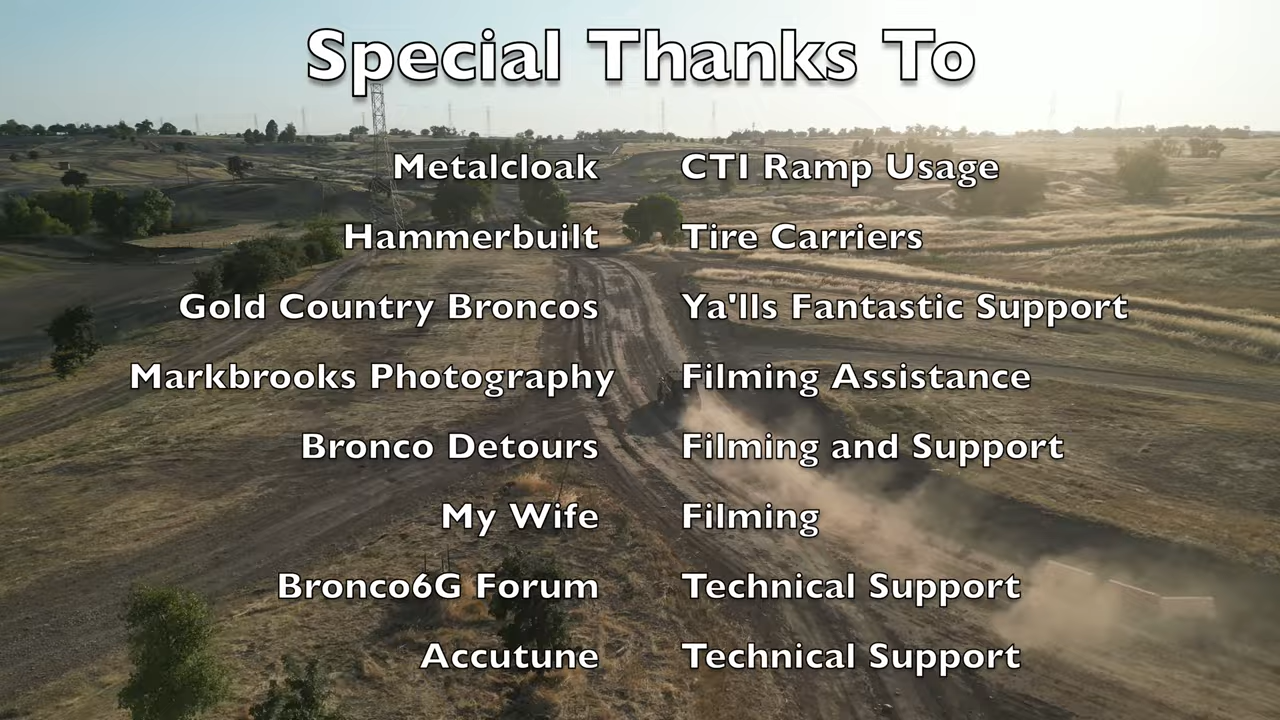 Special Thanks To
Metalcloak CTI Ramp Usage
Hammerbuilt Tire Carriers
Gold Country Broncos Ya'lls Fantastic Support
Markbrooks Photography Filming Assistance
Bronco Detours Filming and Support
My Wife Filming
Bronco6G Forum Technical Support
Accutune Technical Support